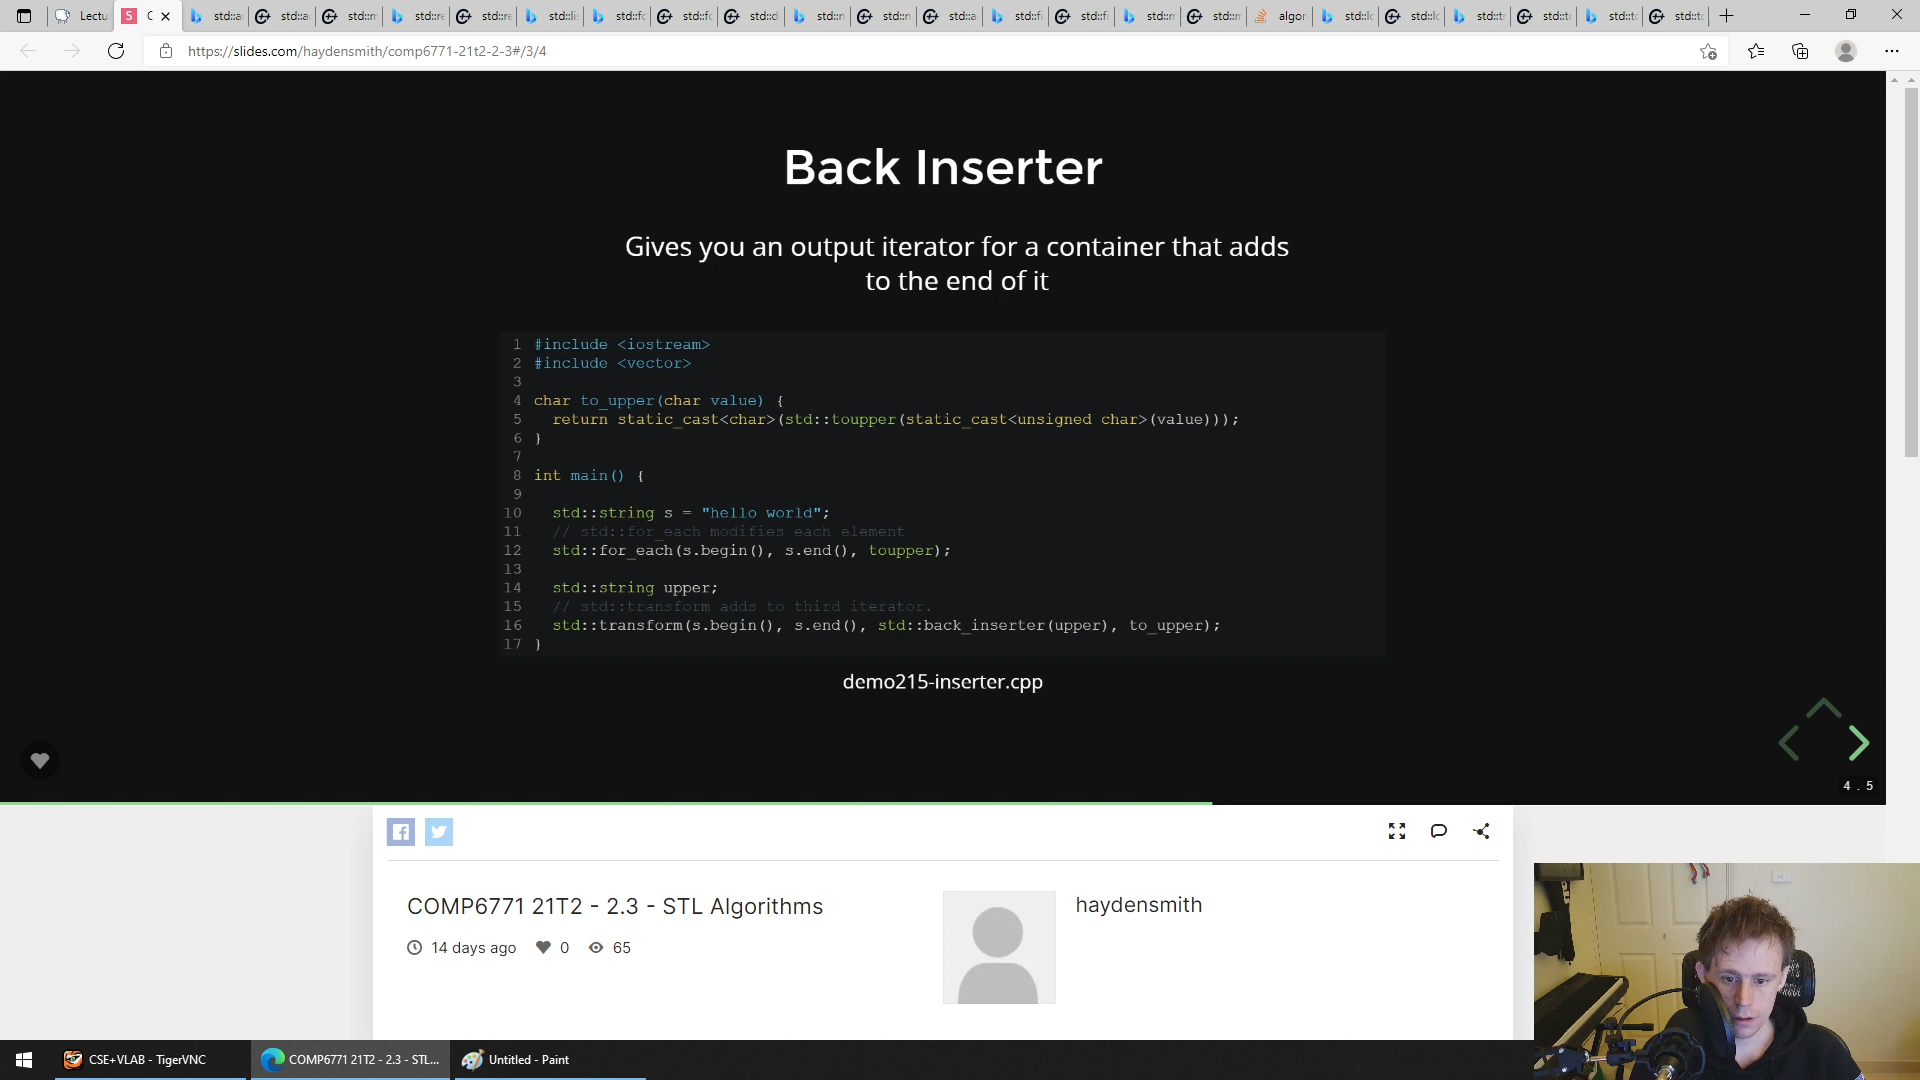 Lectu
https://slides.com/haydensmith/comp6771-21t2-2-3#/3/4
Back Inserter
Gives you an output iterator for a container that adds
to the end of it
1 #include <iostream>
2 #include <vector>
3
4 char to_upper(char value) {
5 return static_cast<char>(std::toupper(static_cast<unsigned char>(value)));
6 }
7
8 int main() {
9
10 std::string s = "hello world";
11 // std::for_each modifies each element
12 std::for_each(s.begin(), s.end(), toupper);
13
14 std::string upper;
15 // std::transform adds to third iterator.
16 std::transform(s.begin(), s.end(), std::back_inserter(upper), to_upper);
17 }
demo215-inserter.cpp
4 . 5
COMP6771 21T2 - 2.3 - STL Algorithms
haydensmith
14 days ago 0 65
CSE+VLAB - TigerVNC
COMP6771 21T2 - 2.3 - STL...
Untitled - Paint